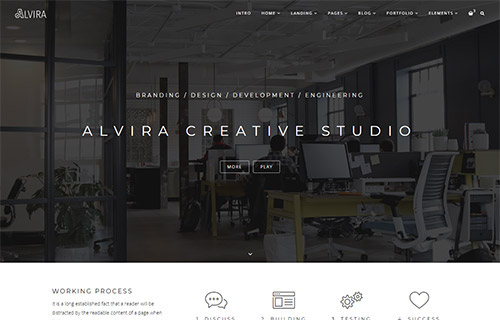 ALVIRA
INTRO HOME LANDING PAGES BLOG PORTFOLIO ELEMENTS
BRANDING / DESIGN / DEVELOPMENT / ENGINEERING
ALVIRA CREATIVE STUDIO
MORE PLAY
WORKING PROCESS
It is a long established fact that a reader will be
distracted by the readable content of a page when
1. DISCUSS 2. BUILDING 3. TESTING 4. SUCCESS